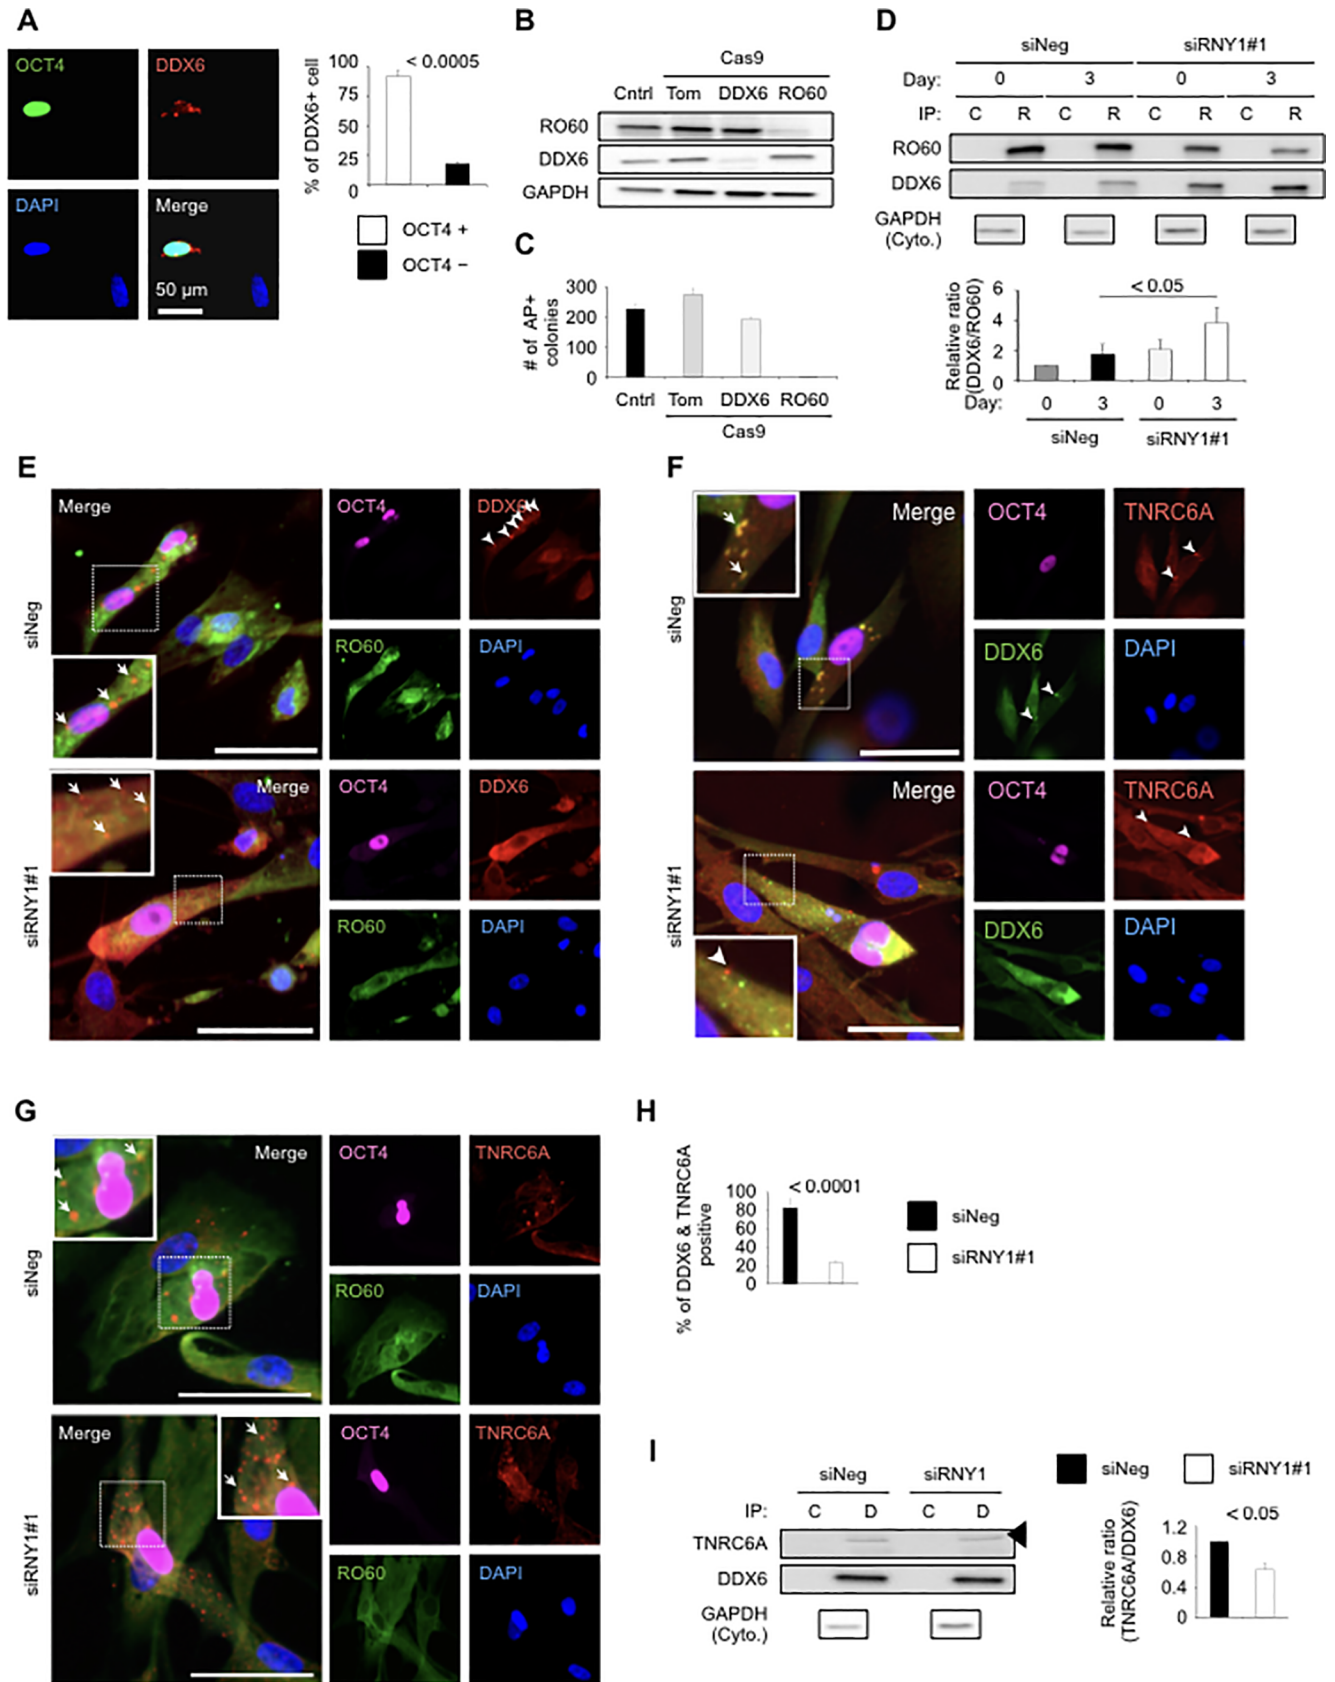 A
OCT4
DDX6
DAPI
Merge
50 µm
% of DDX6+ cell
100
75
50
25
0
< 0.0005
OCT4 +
OCT4 −
B
Cas9
Cntrl Tom DDX6 RO60
RO60
DDX6
GAPDH
C
# of AP+
colonies
300
200
100
0
Cntrl Tom DDX6 RO60
Cas9
D
siNeg siRNY1#1
Day: 0 3 0 3
IP: C R C R C R C R
RO60
DDX6
GAPDH
(Cyto.)
Relative ratio
(DDX6/RO60)
6
4
2
0
< 0.05
Day: 0 3 0 3
siNeg siRNY1#1
E
siNeg
Merge
OCT4
DDX6
RO60
DAPI
siRNY1#1
Merge
OCT4
DDX6
RO60
DAPI
F
siNeg
Merge
OCT4
TNRC6A
DDX6
DAPI
siRNY1#1
Merge
OCT4
TNRC6A
DDX6
DAPI
G
siNeg
Merge
OCT4
TNRC6A
RO60
DAPI
siRNY1#1
Merge
OCT4
TNRC6A
RO60
DAPI
H
% of DDX6 & TNRC6A
positive
100
80
60
40
20
0
< 0.0001
siNeg
siRNY1#1
I
siNeg siRNY1
IP: C D C D
TNRC6A
DDX6
GAPDH
(Cyto.)
siNeg
siRNY1#1
Relative ratio
(TNRC6A/DDX6)
1.2
0.8
0.4
0
< 0.05